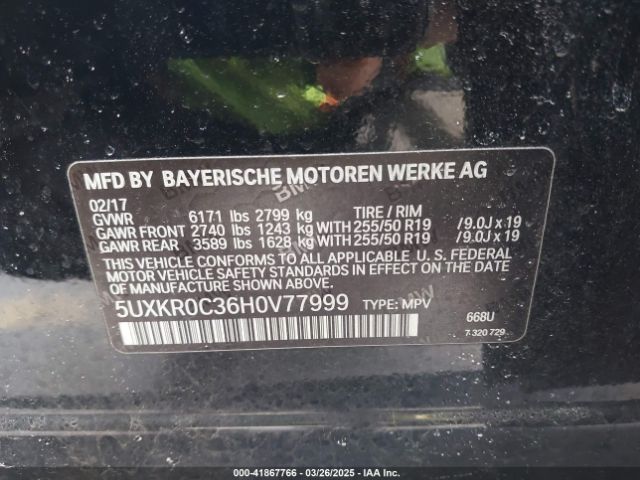 MFD BY BAYERISCHE MOTOREN WERKE AG
02/17
GVWR 6171 lbs 2799 kg TIRE / RIM
GAWR FRONT 2740 lbs 1243 kg WITH 255/50 R19 /9.0J x 19
GAWR REAR 3589 lbs 1628 kg WITH 255/50 R19 /9.0J x 19
THIS VEHICLE CONFORMS TO ALL APPLICABLE U.S. FEDERAL
MOTOR VEHICLE SAFETY STANDARDS IN EFFECT ON THE DATE
OF MANUFACTURE SHOWN ABOVE.
5UXKR0C36H0V77999 TYPE: MPV
668U
7 320 729
000-41867766 - 03/26/2025 - IAA Inc.